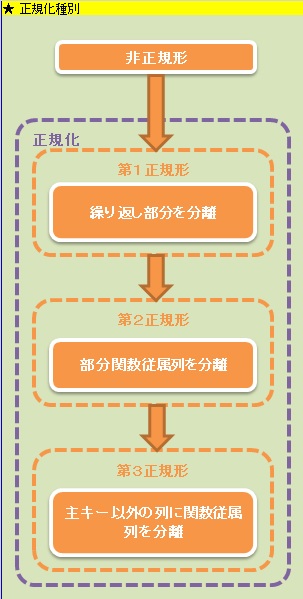 ★ 正規化種別
非正規形
正規化
第１正規形
繰り返し部分を分離
第２正規形
部分関数従属列を分離
第３正規形
主キー以外の列に関数従属
列を分離